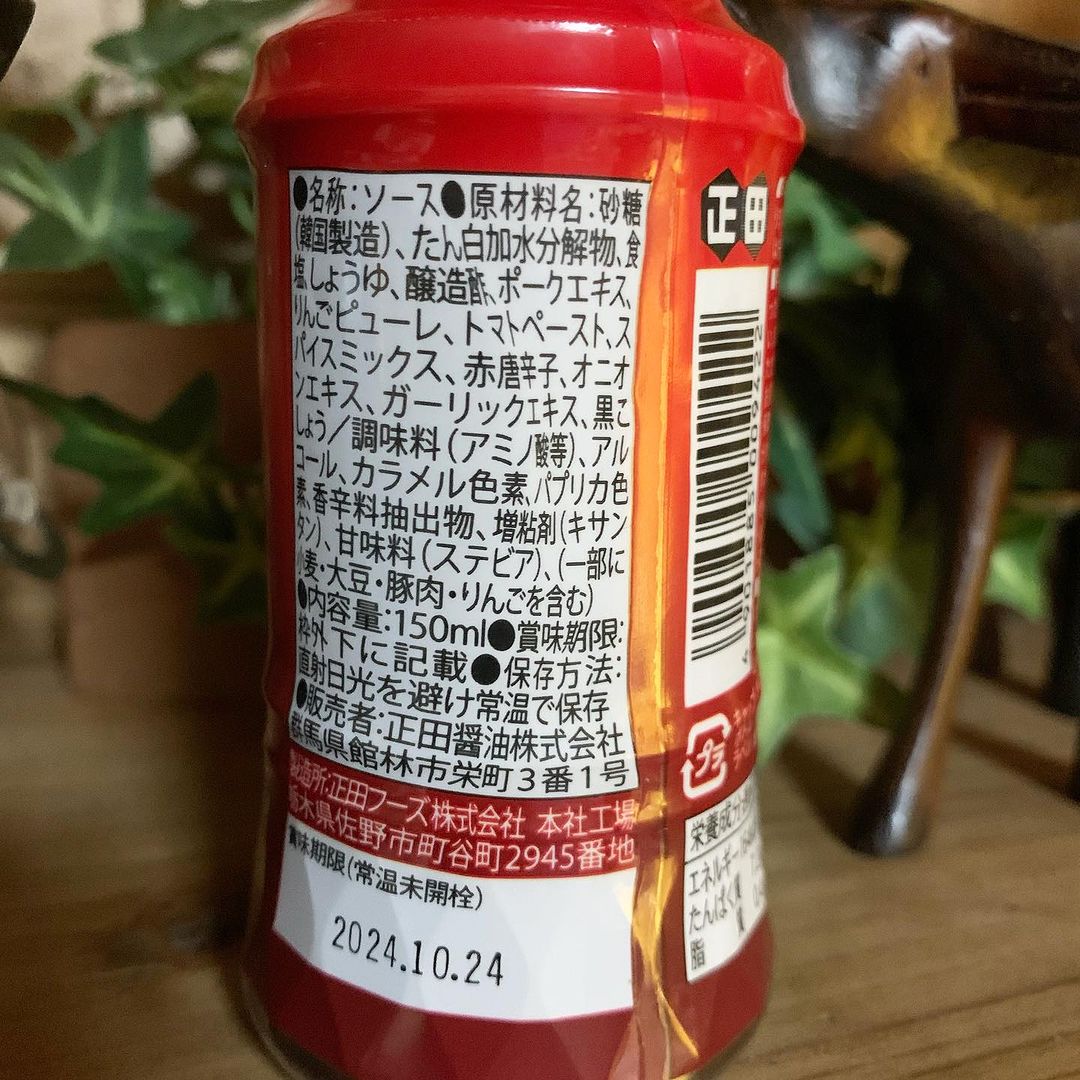 ●名称:ソース●原材料名:砂糖
(韓国製造)、たん白加水分解物、食
塩、しょうゆ、醸造酢、ポークエキス、
りんごピューレ、トマトペースト、ス
パイスミックス、赤唐辛子、オニオ
ンエキス、ガーリックエキス、黒こ
しょう/調味料(アミノ酸等)、アル
コール、カラメル色素、パプリカ色
素、香辛料抽出物、増粘剤(キサン
タン)、甘味料(ステビア)、(一部に
小麦・大豆・豚肉・りんごを含む)
●内容量:150ml●賞味期限:
枠外下に記載●保存方法:
直射日光を避け常温で保存
●販売者:正田醤油株式会社
群馬県館林市栄町3番1号
製造所:正田フーズ株式会社 本社工場
栃木県佐野市町谷町2945番地
賞味期限(常温未開栓)
2024.10.24
正田
プラ
栄養成分
エネルギー
たんぱく質
脂 質